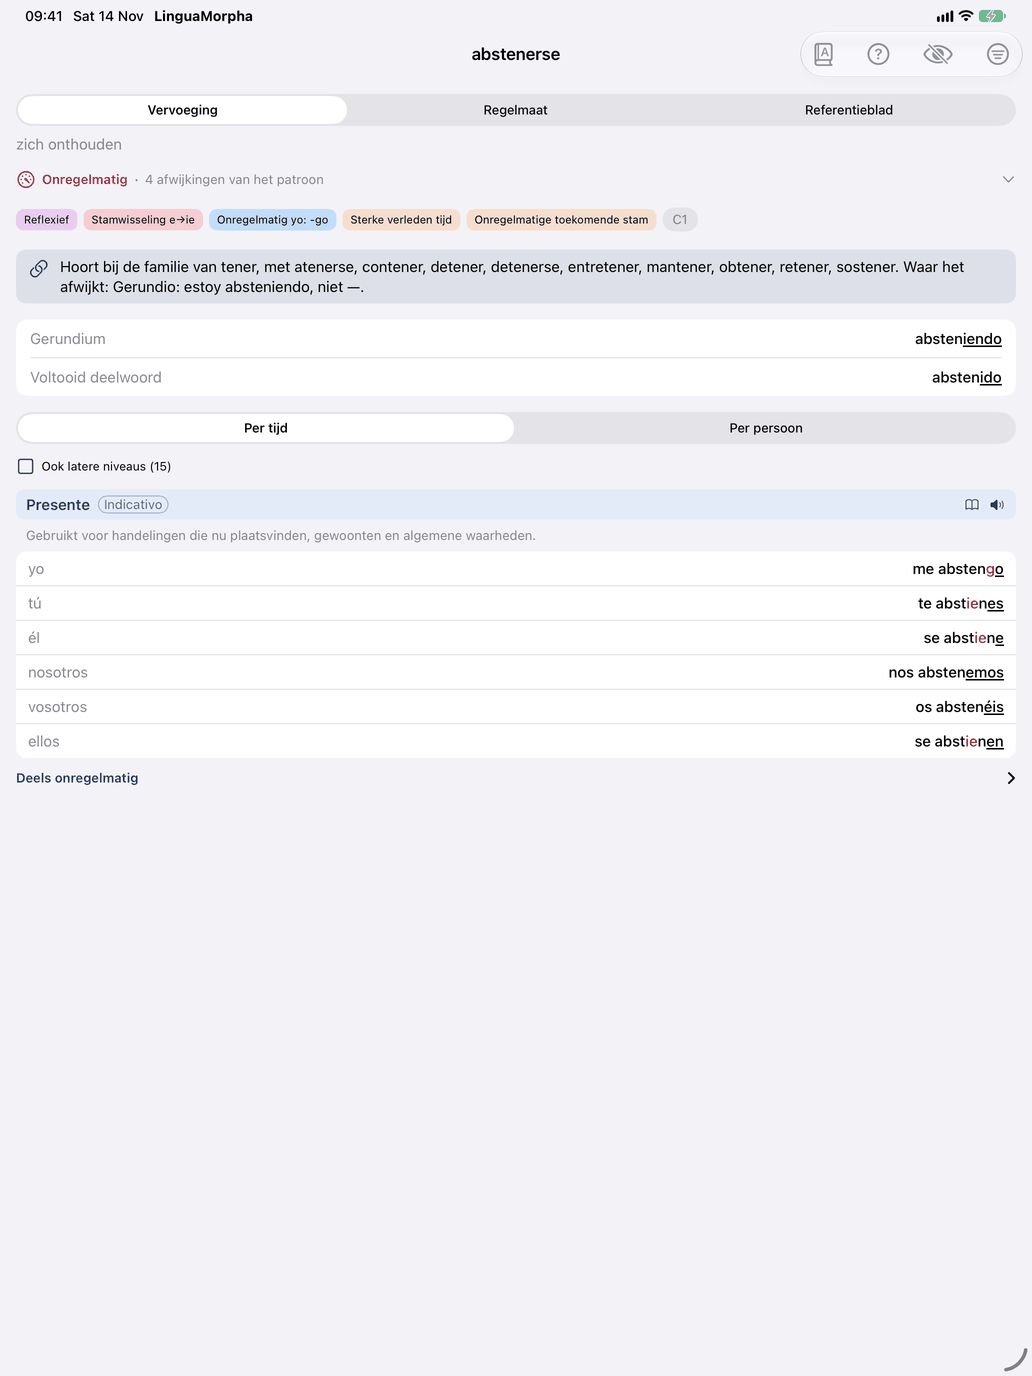 09:41 Sat 14 Nov LinguaMorpha
abstenerse
Vervoeging Regelmaat Referentieblad
zich onthouden
Onregelmatig · 4 afwijkingen van het patroon
Reflexief Stamwisseling e→ie Onregelmatig yo: -go Sterke verleden tijd Onregelmatige toekomende stam C1
Hoort bij de familie van tener, met atenerse, contener, detener, detenerse, entretener, mantener, obtener, retener, sostener. Waar het
afwijkt: Gerundio: estoy absteniendo, niet —.
Gerundium absteniendo
Voltooid deelwoord abstenido
Per tijd Per persoon
Ook latere niveaus (15)
Presente Indicativo
Gebruikt voor handelingen die nu plaatsvinden, gewoonten en algemene waarheden.
yo me abstengo
tú te abstienes
él se abstiene
nosotros nos abstenemos
vosotros os abstenéis
ellos se abstienen
Deels onregelmatig